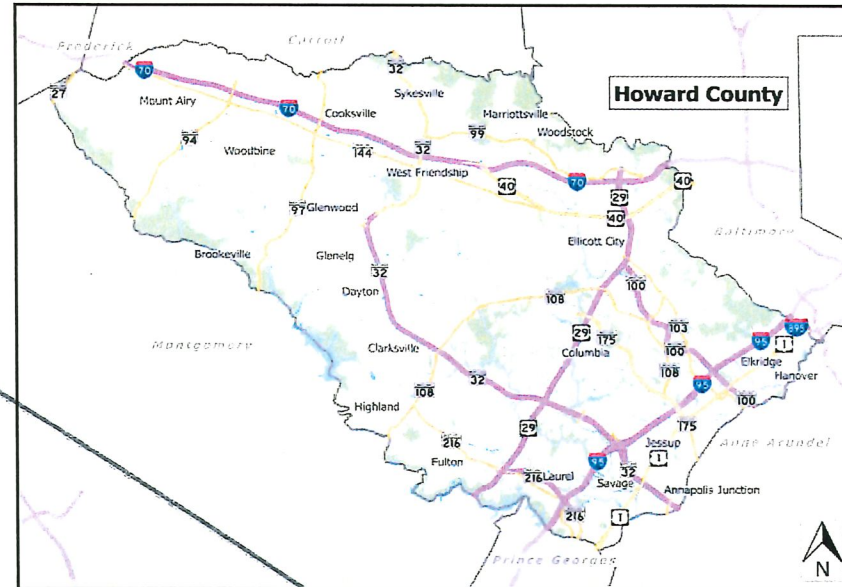 Frederick
Carroll
Howard County
70
32
27
Mount Airy
Sykesville
70
Cooksville
Marriottsville
Woodstock
94
99
Woodbine
144
32
West Friendship
40
70
40
29
97
Glenwood
40
Ellicott City
Baltimore
Brookeville
Glenelg
32
100
Dayton
108
103
895
29
175
95
1
Montgomery
Clarksville
Columbia
100
Elkridge
Hanover
32
108
95
108
100
Highland
175
29
216
Jessup
Anne Arundel
Fulton
95
1
216
Laurel
Savage
32
Annapolis Junction
216
1
Prince Georges
N